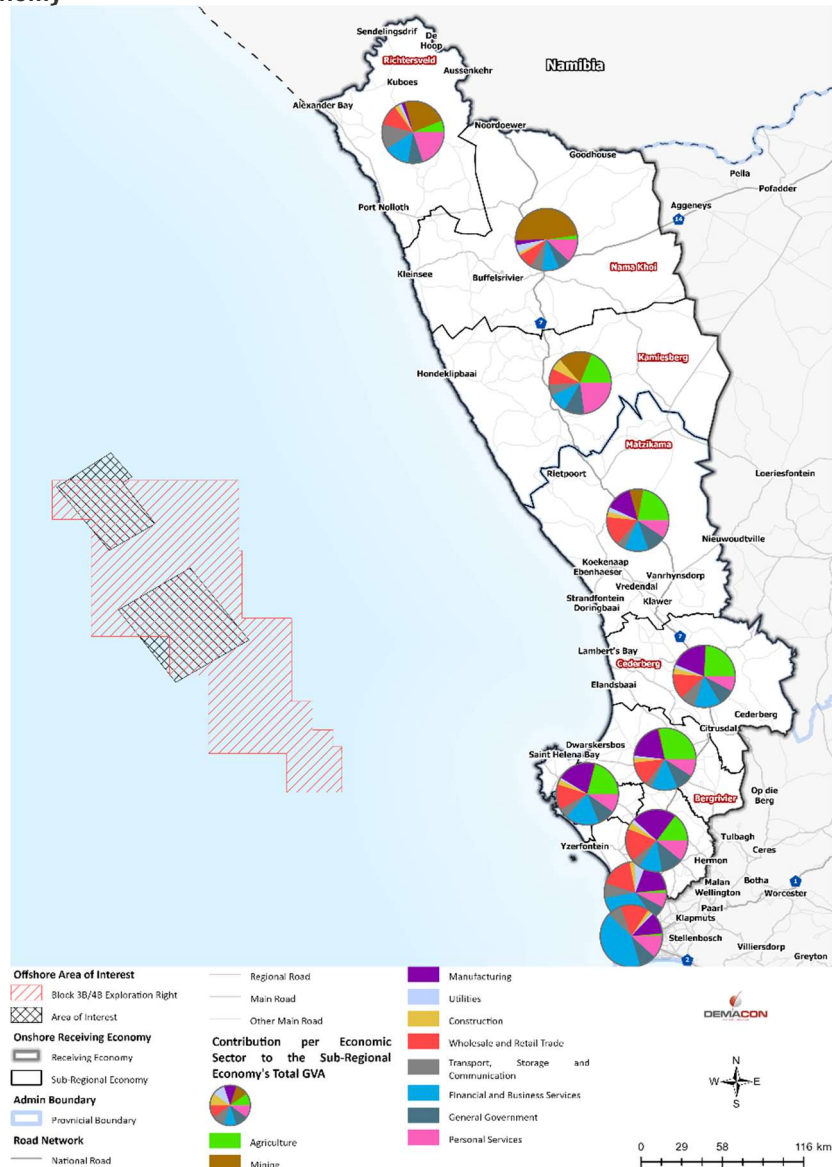 Sendelingsdrif
De
Hoop
Richtersveld
Aussenkehr
Namibia
Kuboes
Alexander Bay
Noordoewer
Goodhouse
Pella
Pofadder
Aggeneys
14
Port Nolloth
Nama Khoi
Kleinsee
Buffelsrivier
7
Kamiesberg
Hondeklipbaai
Matzikama
Rietpoort
Loeriesfontein
Nieuwoudtville
Koekenaap
Ebenhaeser
Vanrhynsdorp
Vredendal
Strandfontein
Klawer
Doringbaai
7
Lambert's Bay
Cederberg
Elandsbaai
Cederberg
Citrusdal
Dwarskersbos
Saint Helena Bay
Bergrivier
Op die
Berg
Yzerfontein
Tulbagh
Ceres
Hermon
Malan
Botha
1
Wellington
Worcester
Paarl
Klapmuts
Stellenbosch
Villiersdorp
2
Greyton
Offshore Area of Interest
Block 3B/4B Exploration Right
Area of Interest
Onshore Receiving Economy
Receiving Economy
Sub-Regional Economy
Admin Boundary
Provnicial Boundary
Road Network
National Road
Regional Road
Main Road
Other Main Road
Contribution per Economic
Sector to the Sub-Regional
Economy's Total GVA
Agriculture
Mining
Manufacturing
Utilities
Construction
Wholesale and Retail Trade
Transport, Storage and
Communication
Financial and Business Services
General Government
Personal Services
DEMACON
N
W E
S
0 29 58 116 km